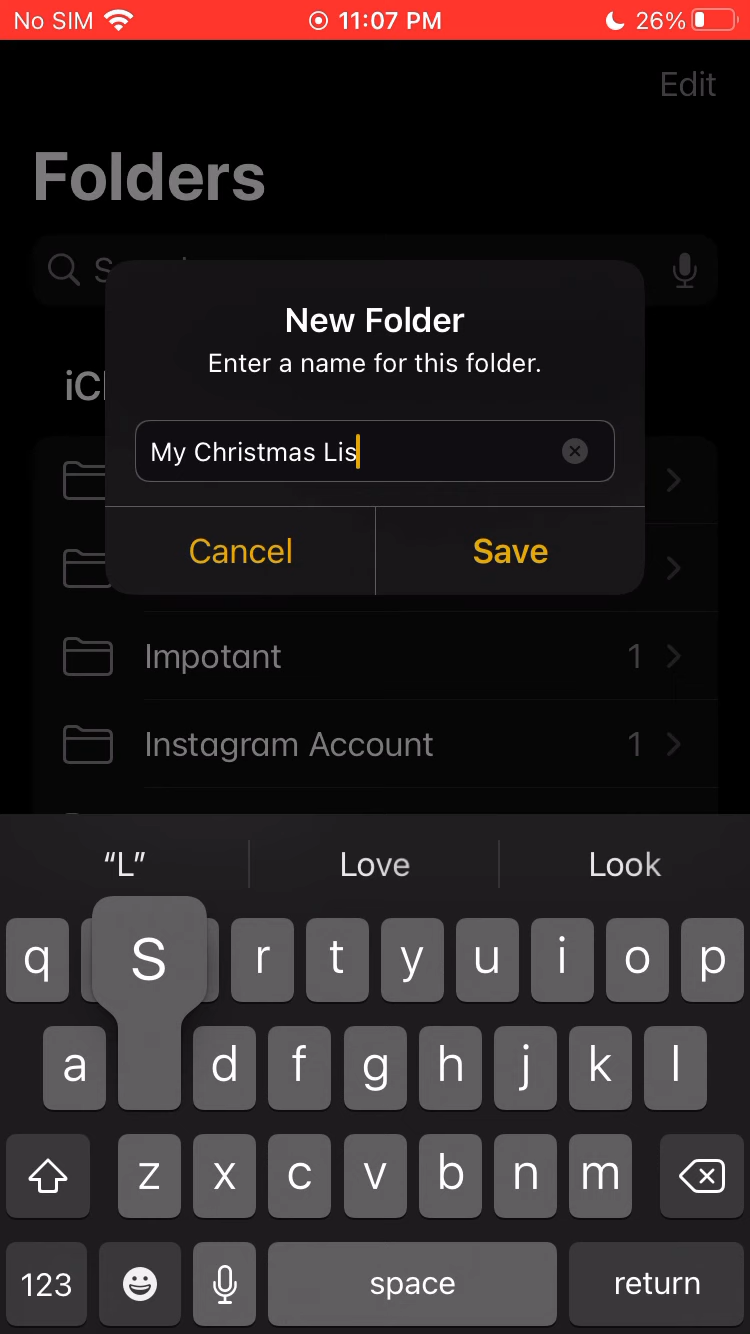 No SIM 11:07 PM 26%
Edit
Folders
New Folder
Enter a name for this folder.
My Christmas Lis
Cancel Save
Impotant 1
Instagram Account 1
“L” Love Look
q S r t y u i o p
a d f g h j k l
z x c v b n m
123 space return